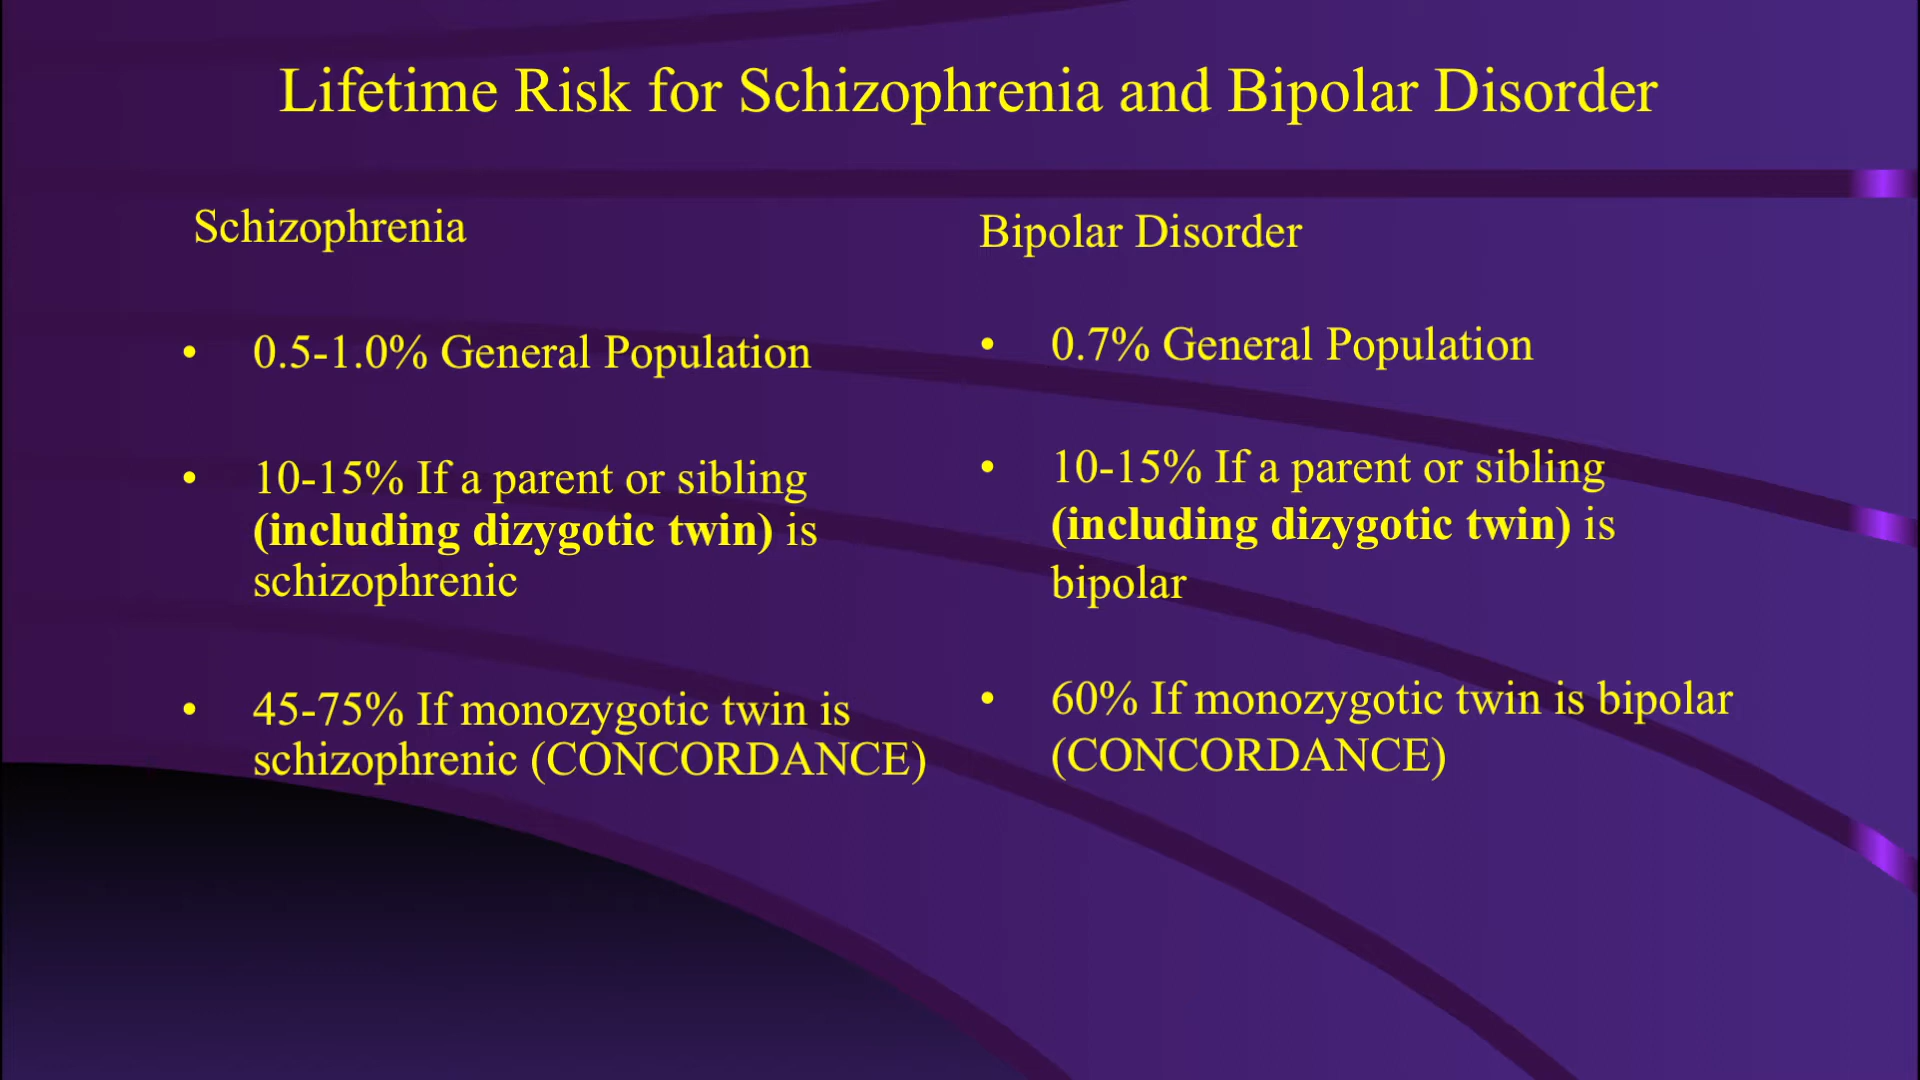 Lifetime Risk for Schizophrenia and Bipolar Disorder
Schizophrenia
• 0.5-1.0% General Population
• 10-15% If a parent or sibling
(including dizygotic twin) is
schizophrenic
• 45-75% If monozygotic twin is
schizophrenic (CONCORDANCE)
Bipolar Disorder
• 0.7% General Population
• 10-15% If a parent or sibling
(including dizygotic twin) is
bipolar
• 60% If monozygotic twin is bipolar
(CONCORDANCE)